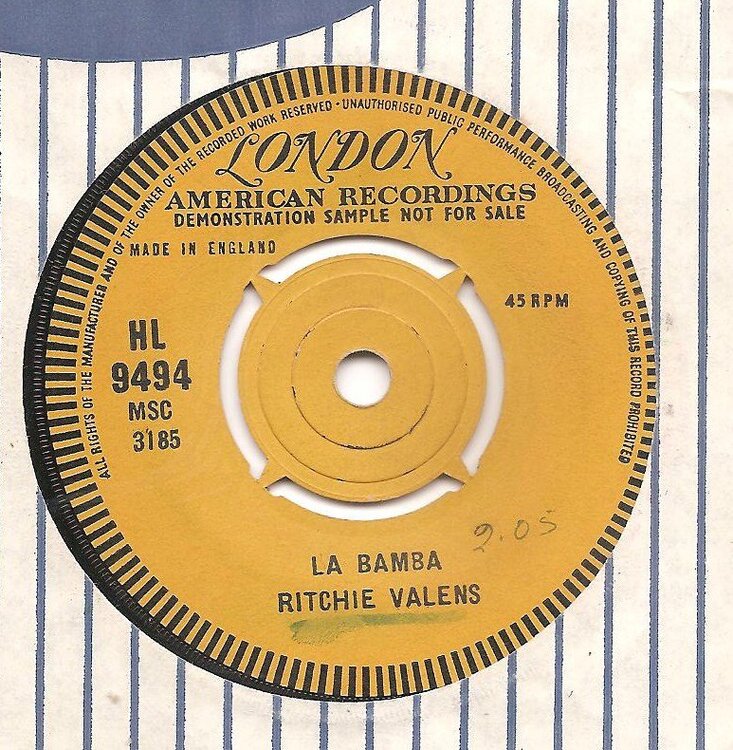 ALL RIGHTS OF THE MANUFACTURER AND OF THE OWNER OF THE RECORDED WORK RESERVED · UNAUTHORISED PUBLIC PERFORMANCE BROADCASTING AND COPYING OF THIS RECORD PROHIBITED
LONDON
AMERICAN RECORDINGS
DEMONSTRATION SAMPLE NOT FOR SALE
MADE IN ENGLAND
45 RPM
HL
9494
MSC
3185
2.05
LA BAMBA
RITCHIE VALENS